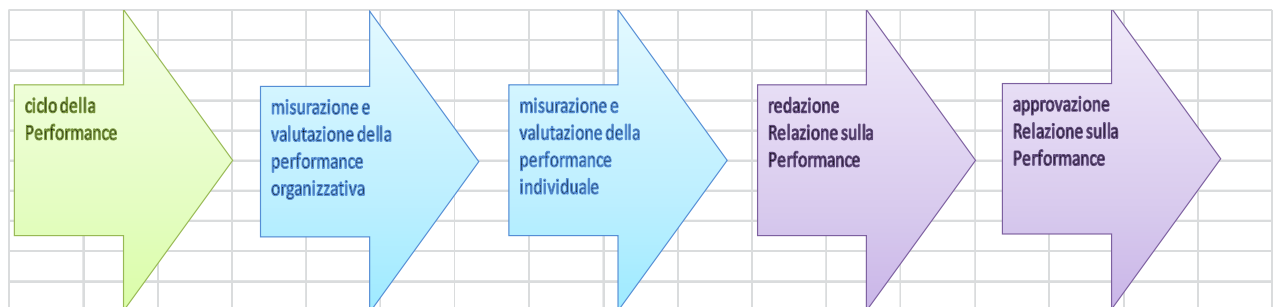 ciclo della
Performance
misurazione e
valutazione della
performance
organizzativa
misurazione e
valutazione della
performance
individuale
redazione
Relazione sulla
Performance
approvazione
Relazione sulla
Performance